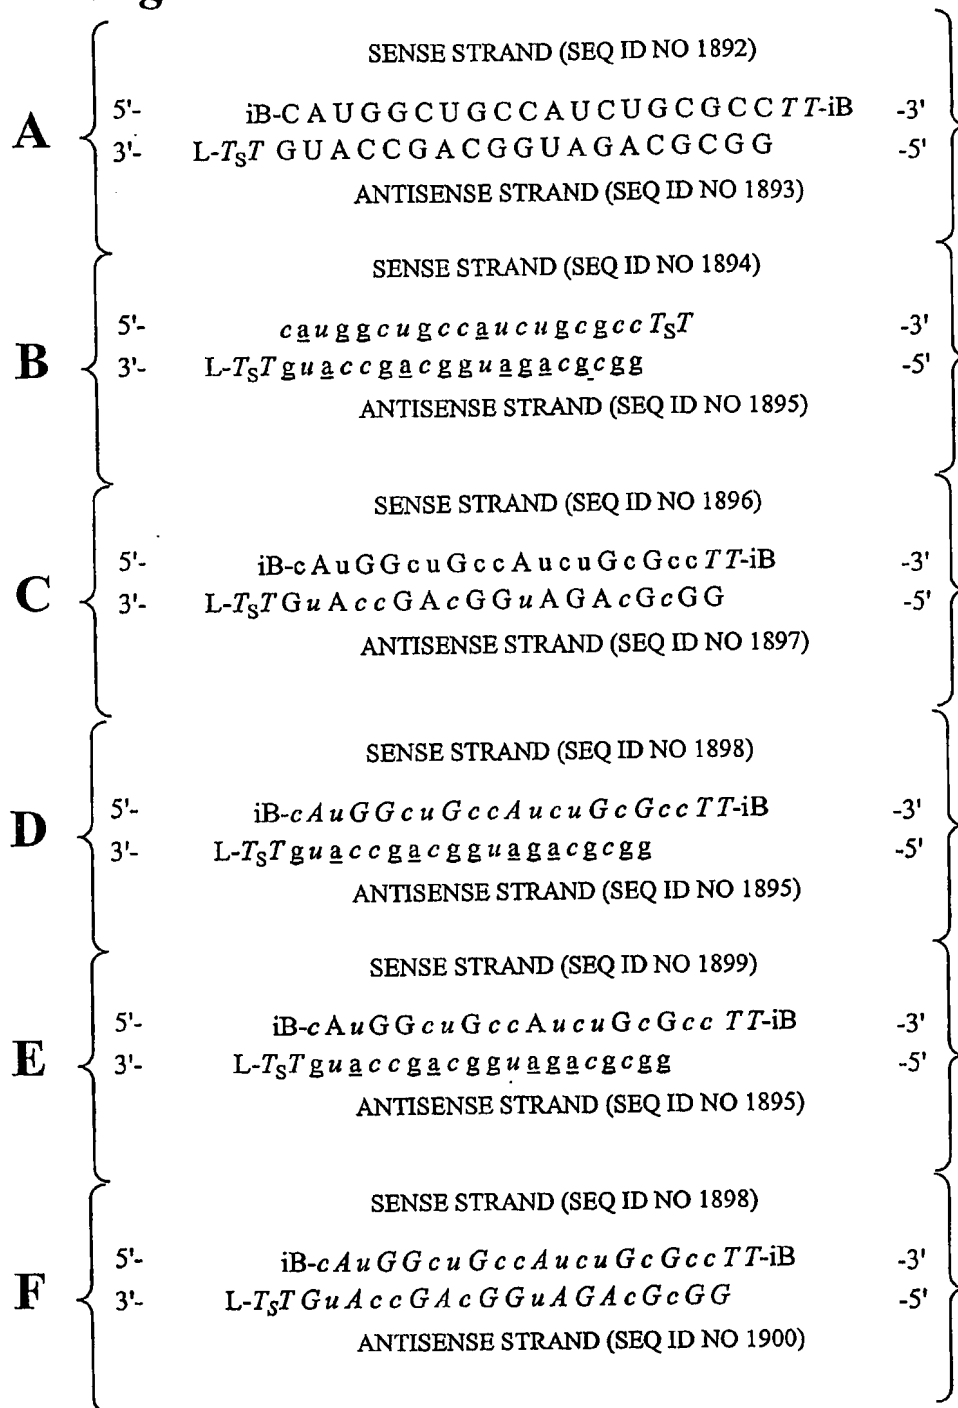 SENSE STRAND (SEQ ID NO 1892)
A
5'- iB-C A U G G C U G C C A U C U G C G C C T T-iB -3'
3'- L-TST G U A C C G A C G G U A G A C G C G G -5'
ANTISENSE STRAND (SEQ ID NO 1893)
SENSE STRAND (SEQ ID NO 1894)
B
5'- c a u g g c u g c c a u c u g c g c c TST -3'
3'- L-TST g u a c c g a c g g u a g a c g c g g -5'
ANTISENSE STRAND (SEQ ID NO 1895)
SENSE STRAND (SEQ ID NO 1896)
C
5'- iB-c A u G G c u G c c A u c u G c G c c T T-iB -3'
3'- L-TST G u A c c G A c G G u A G A c G c G G -5'
ANTISENSE STRAND (SEQ ID NO 1897)
SENSE STRAND (SEQ ID NO 1898)
D
5'- iB-c A u G G c u G c c A u c u G c G c c T T-iB -3'
3'- L-TST g u a c c g a c g g u a g a c g c g g -5'
ANTISENSE STRAND (SEQ ID NO 1895)
SENSE STRAND (SEQ ID NO 1899)
E
5'- iB-c A u G G c u G c c A u c u G c G c c T T-iB -3'
3'- L-TST g u a c c g a c g g u a g a c g c g g -5'
ANTISENSE STRAND (SEQ ID NO 1895)
SENSE STRAND (SEQ ID NO 1898)
F
5'- iB-c A u G G c u G c c A u c u G c G c c T T-iB -3'
3'- L-TST G u A c c G A c G G u A G A c G c G G -5'
ANTISENSE STRAND (SEQ ID NO 1900)